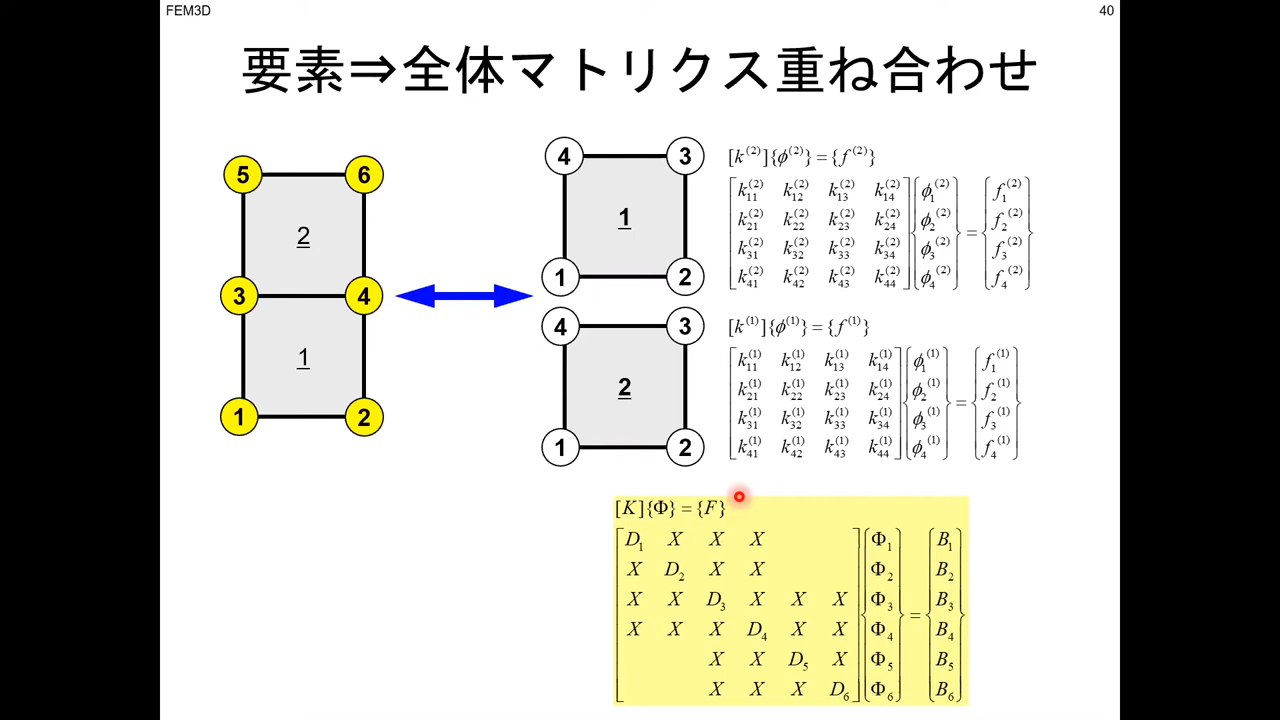 FEM3D
40
要素⇒全体マトリクス重ね合わせ
5 6
2
3 4
1
1 2
4 3
1
1 2
4 3
2
1 2
[k^(2)]{ϕ^(2)} = {f^(2)}
k11^(2) k12^(2) k13^(2) k14^(2) ϕ1^(2) f1^(2)
k21^(2) k22^(2) k23^(2) k24^(2) ϕ2^(2) = f2^(2)
k31^(2) k32^(2) k33^(2) k34^(2) ϕ3^(2) f3^(2)
k41^(2) k42^(2) k43^(2) k44^(2) ϕ4^(2) f4^(2)
[k^(1)]{ϕ^(1)} = {f^(1)}
k11^(1) k12^(1) k13^(1) k14^(1) ϕ1^(1) f1^(1)
k21^(1) k22^(1) k23^(1) k24^(1) ϕ2^(1) = f2^(1)
k31^(1) k32^(1) k33^(1) k34^(1) ϕ3^(1) f3^(1)
k41^(1) k42^(1) k43^(1) k44^(1) ϕ4^(1) f4^(1)
[K]{Φ} = {F}
D1 X X X Φ1 B1
X D2 X X Φ2 B2
X X D3 X X X Φ3 = B3
X X X D4 X X Φ4 B4
X X D5 X Φ5 B5
X X X D6 Φ6 B6